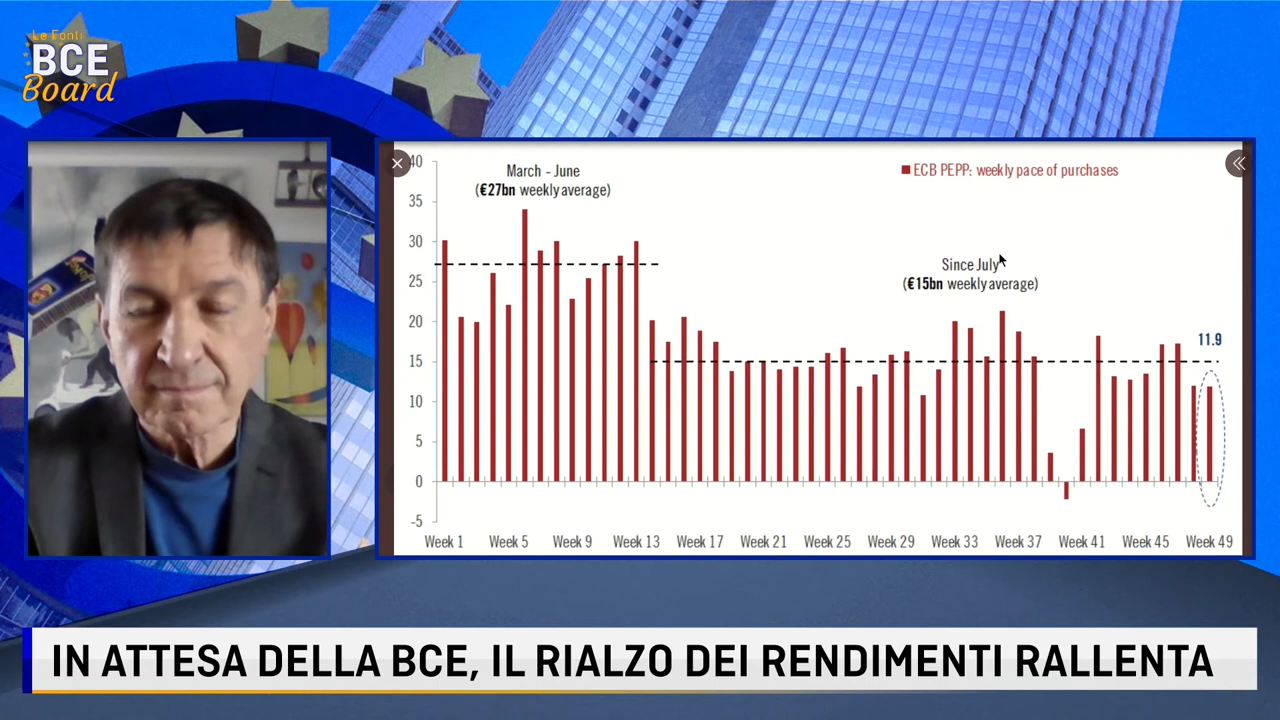 Le Fonti
BCE
Board
March - June
(€27bn weekly average)
ECB PEPP: weekly pace of purchases
Since July
(€15bn weekly average)
11.9
40
35
30
25
20
15
10
5
0
-5
Week 1 Week 5 Week 9 Week 13 Week 17 Week 21 Week 25 Week 29 Week 33 Week 37 Week 41 Week 45 Week 49
IN ATTESA DELLA BCE, IL RIALZO DEI RENDIMENTI RALLENTA